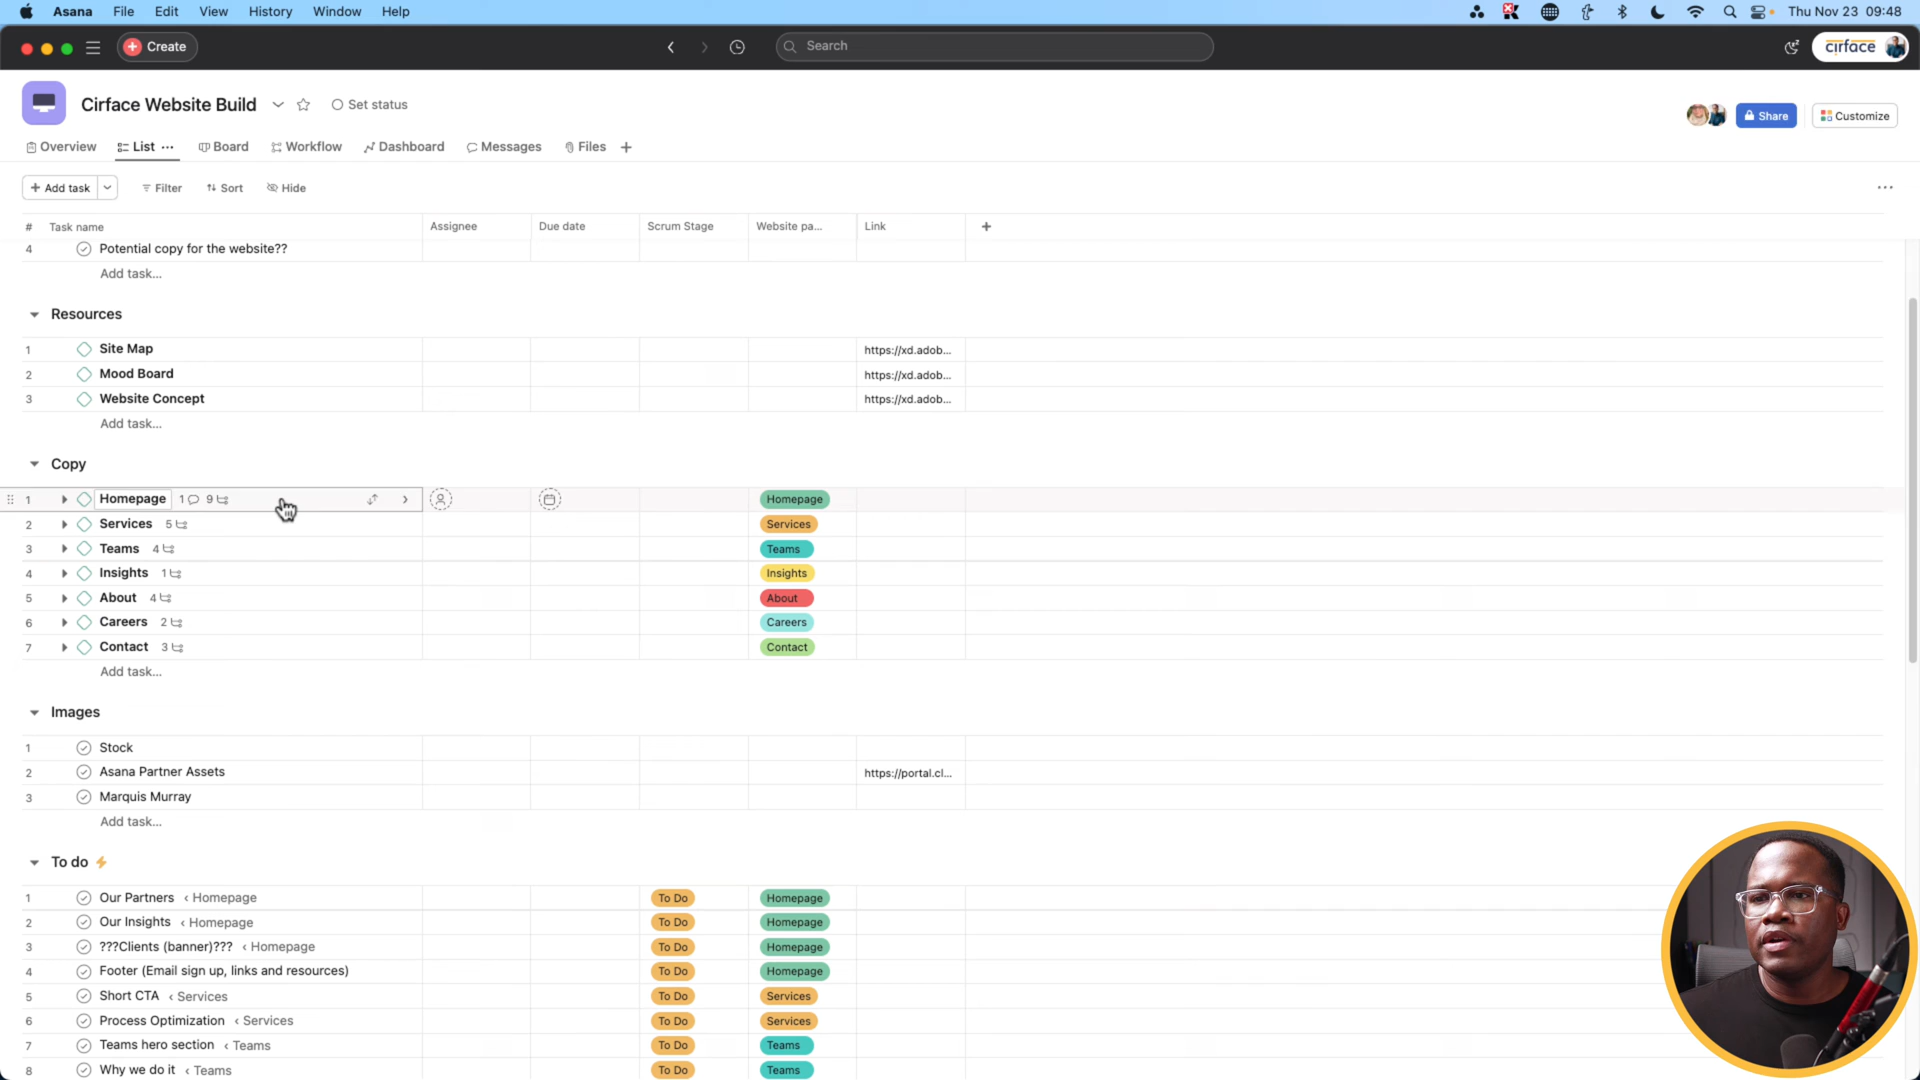 Asana File Edit View History Window Help Thu Nov 23 09:48
Create Search cirface
Cirface Website Build Set status Share Customize
Overview List Board Workflow Dashboard Messages Files
Add task Filter Sort Hide
# Task name Assignee Due date Scrum Stage Website pa... Link
4 Potential copy for the website??
Add task...
Resources
1 Site Map https://xd.adob...
2 Mood Board https://xd.adob...
3 Website Concept https://xd.adob...
Add task...
Copy
1 Homepage 1 9 Homepage
2 Services 5 Services
3 Teams 4 Teams
4 Insights 1 Insights
5 About 4 About
6 Careers 2 Careers
7 Contact 3 Contact
Add task...
Images
1 Stock
2 Asana Partner Assets https://portal.cl...
3 Marquis Murray
Add task...
To do
1 Our Partners ‹ Homepage To Do Homepage
2 Our Insights ‹ Homepage To Do Homepage
3 ???Clients (banner)??? ‹ Homepage To Do Homepage
4 Footer (Email sign up, links and resources) To Do Homepage
5 Short CTA ‹ Services To Do Services
6 Process Optimization ‹ Services To Do Services
7 Teams hero section ‹ Teams To Do Teams
8 Why we do it ‹ Teams To Do Teams